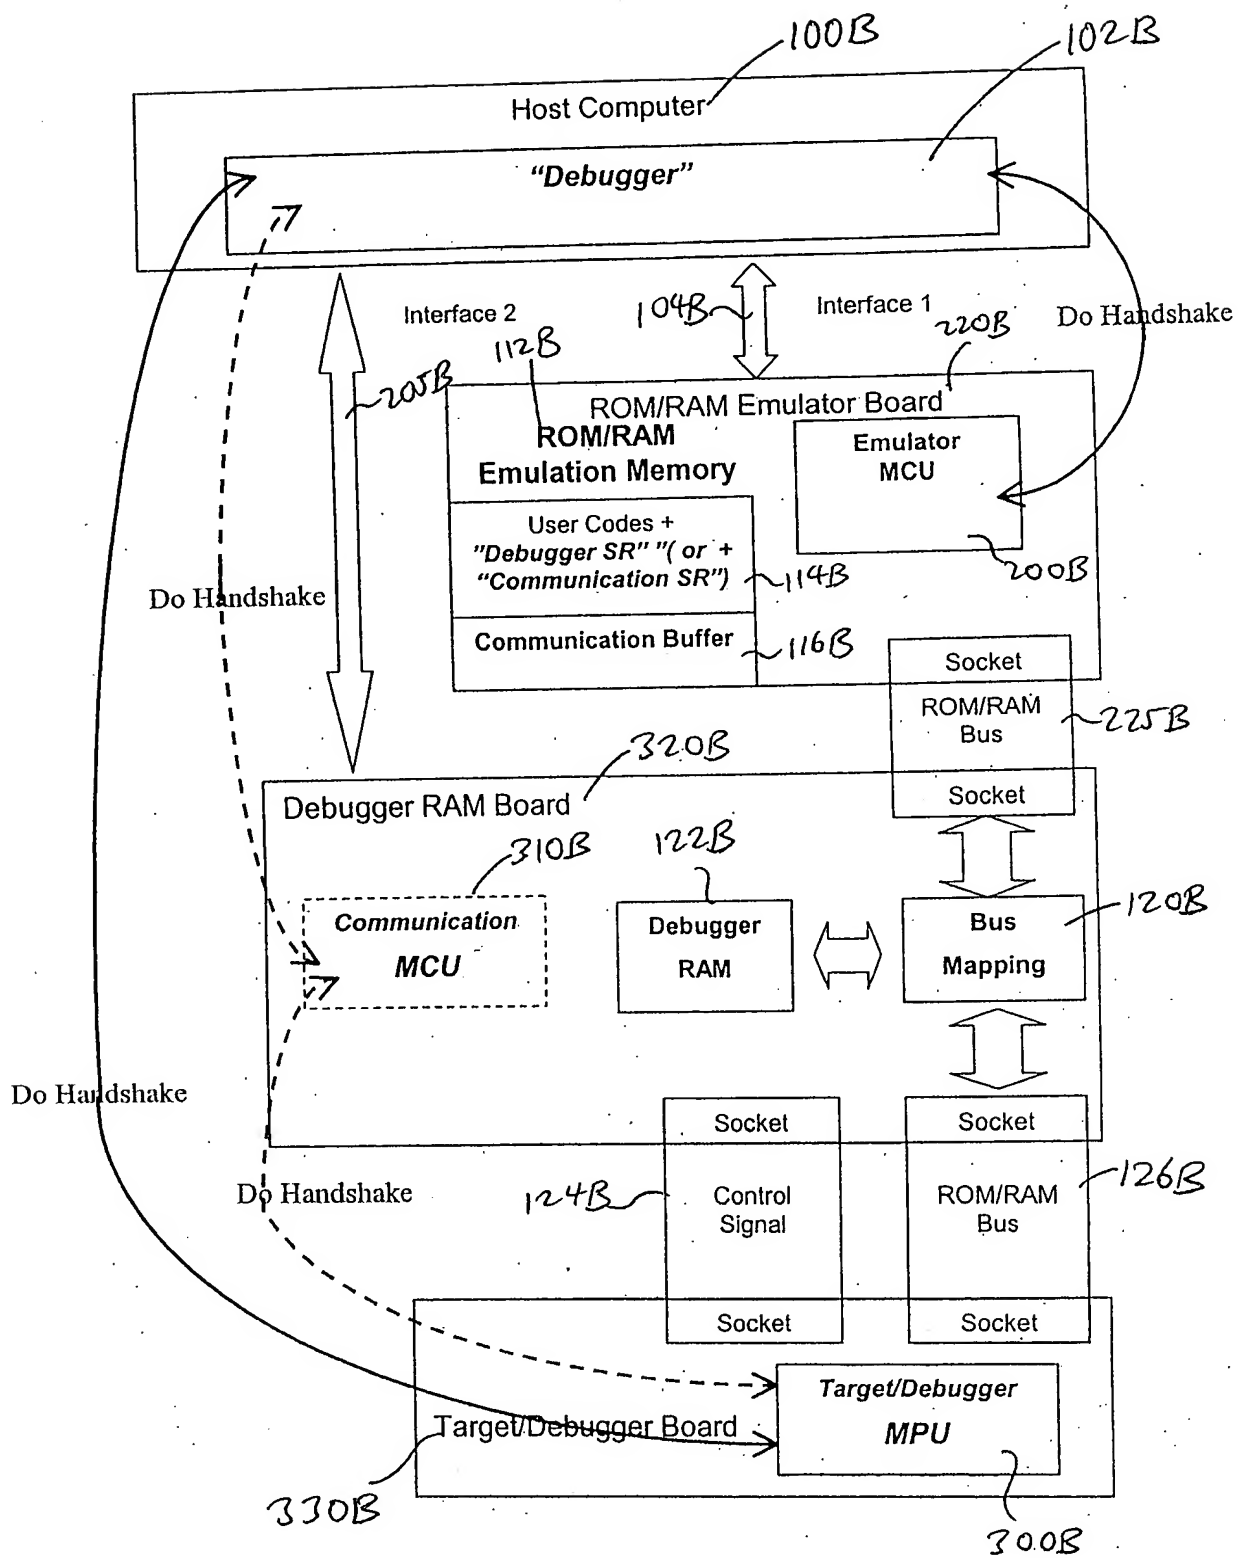 100B
102B
Host Computer
"Debugger"
Interface 2
104B
Interface 1
Do Handshake
112B
220B
205B
ROM/RAM Emulator Board
ROM/RAM
Emulation Memory
Emulator
MCU
User Codes +
"Debugger SR" "( or +
"Communication SR")
114B
200B
Do Handshake
Communication Buffer
116B
Socket
ROM/RAM
Bus
225B
320B
Socket
Debugger RAM Board
310B
122B
Communication
MCU
Debugger
RAM
Bus
Mapping
120B
Do Handshake
Socket
Socket
Do Handshake
124B
Control
Signal
ROM/RAM
Bus
126B
Socket
Socket
Target/Debugger
MPU
Target/Debugger Board
330B
300B